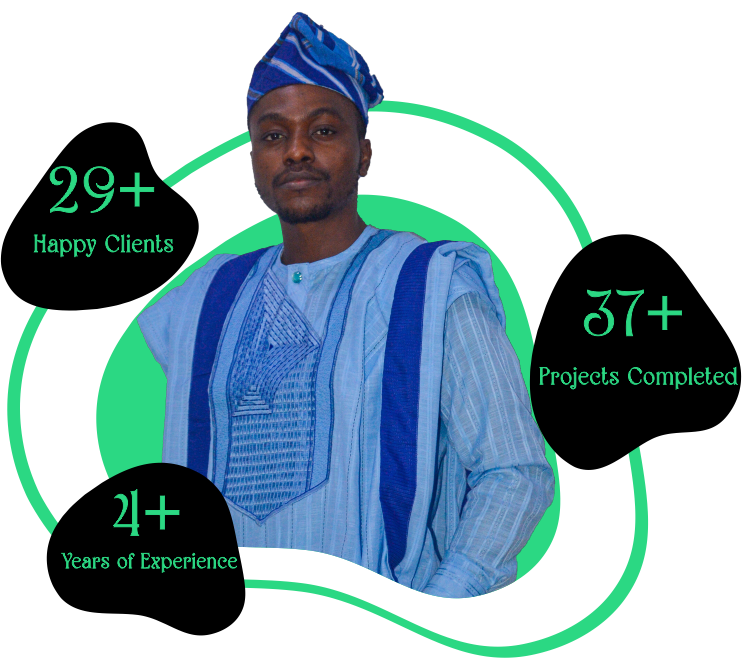 29+
Happy Clients
37+
Projects Completed
4+
Years of Experience